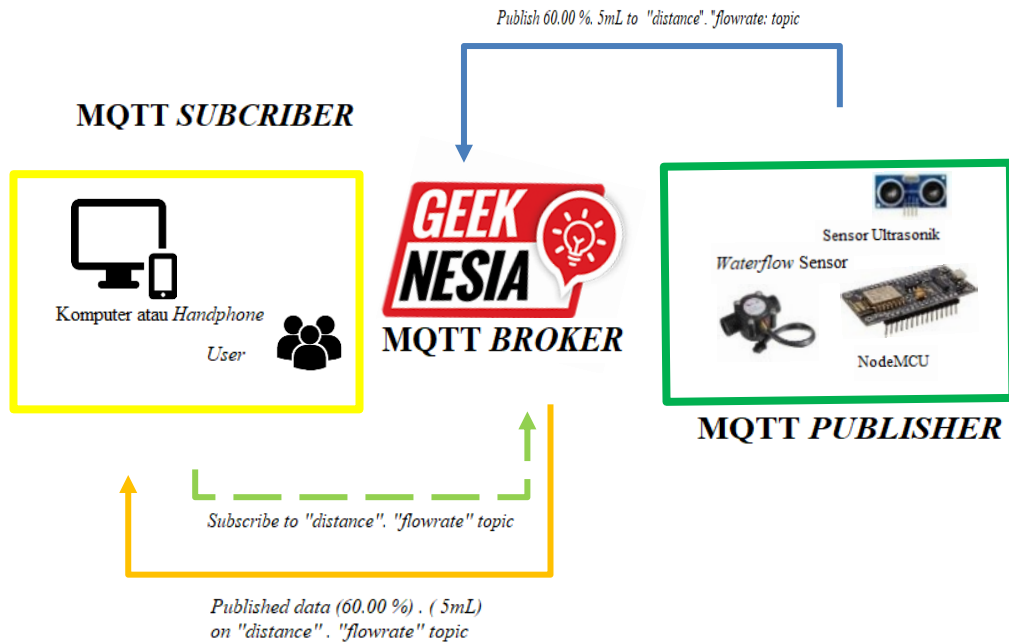 Publish 60.00 %. 5mL to "distance". "flowrate: topic
MQTT SUBCRIBER
Komputer atau Handphone
User
GEEK
NESIA
MQTT BROKER
Sensor Ultrasonik
Waterflow Sensor
NodeMCU
MQTT PUBLISHER
Subscribe to "distance". "flowrate" topic
Published data (60.00 %) . ( 5mL)
on "distance" . "flowrate" topic